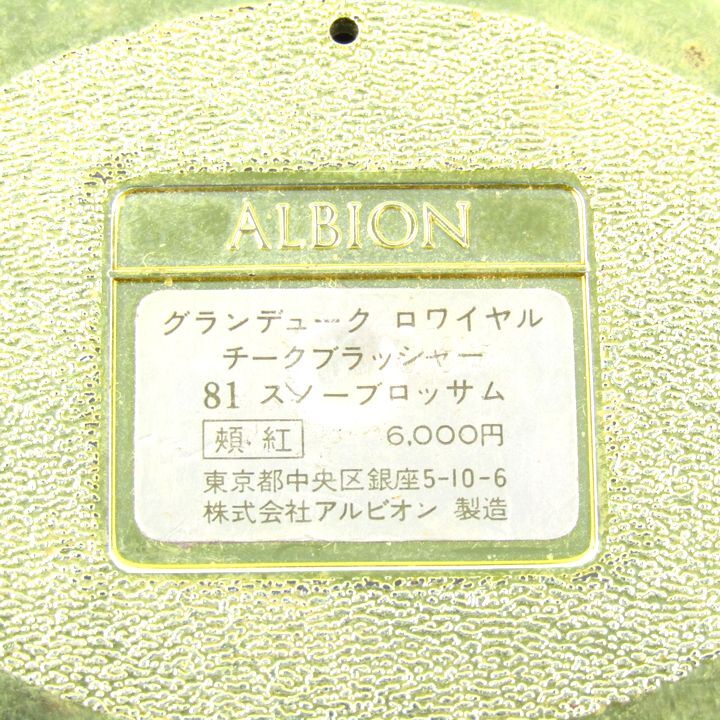 ALBION
グランデューク ロワイヤル
チークブラッシャー
81 スノーブロッサム
頬紅 6,000円
東京都中央区銀座5-10-6
株式会社アルビオン 製造